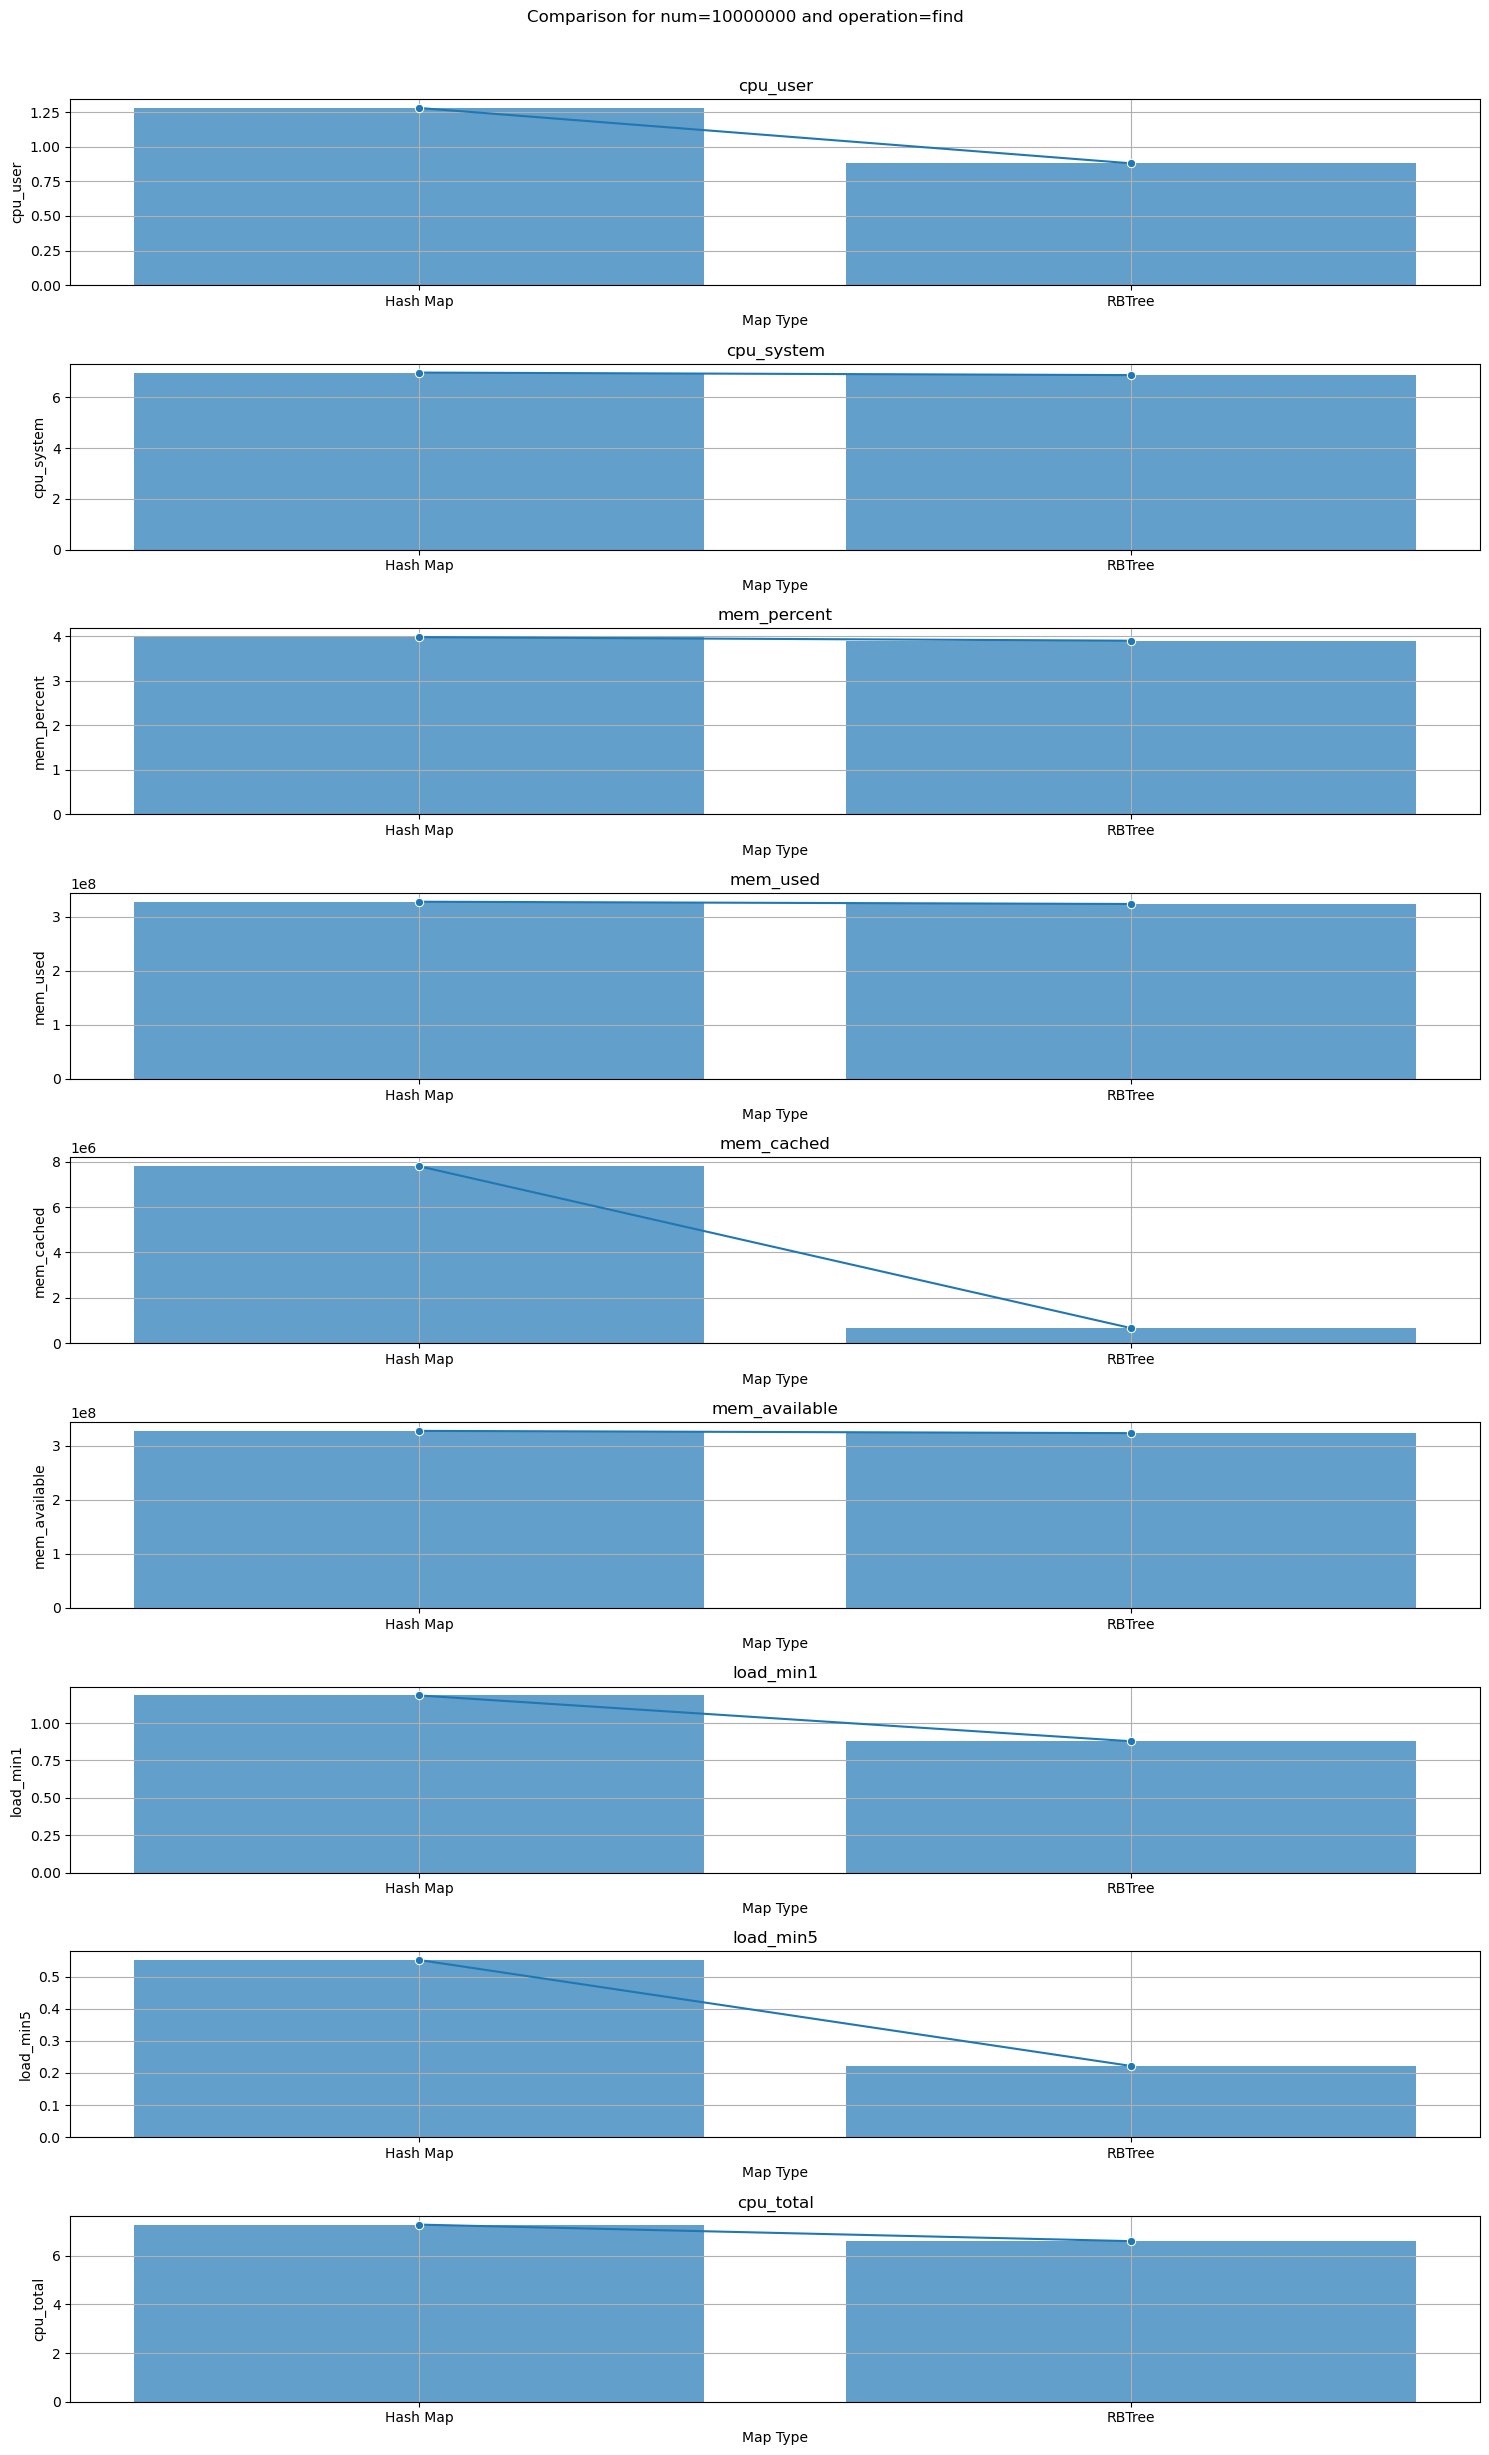 Comparison for num=10000000 and operation=find
cpu_user
1.25
1.00
0.75
0.50
0.25
0.00
cpu_user
Hash Map RBTree
Map Type
cpu_system
6
4
2
0
cpu_system
Hash Map RBTree
Map Type
mem_percent
4
3
2
1
0
mem_percent
Hash Map RBTree
Map Type
1e8
mem_used
3
2
1
0
mem_used
Hash Map RBTree
Map Type
1e6
mem_cached
8
6
4
2
0
mem_cached
Hash Map RBTree
Map Type
1e8
mem_available
3
2
1
0
mem_available
Hash Map RBTree
Map Type
load_min1
1.00
0.75
0.50
0.25
0.00
load_min1
Hash Map RBTree
Map Type
load_min5
0.5
0.4
0.3
0.2
0.1
0.0
load_min5
Hash Map RBTree
Map Type
cpu_total
6
4
2
0
cpu_total
Hash Map RBTree
Map Type